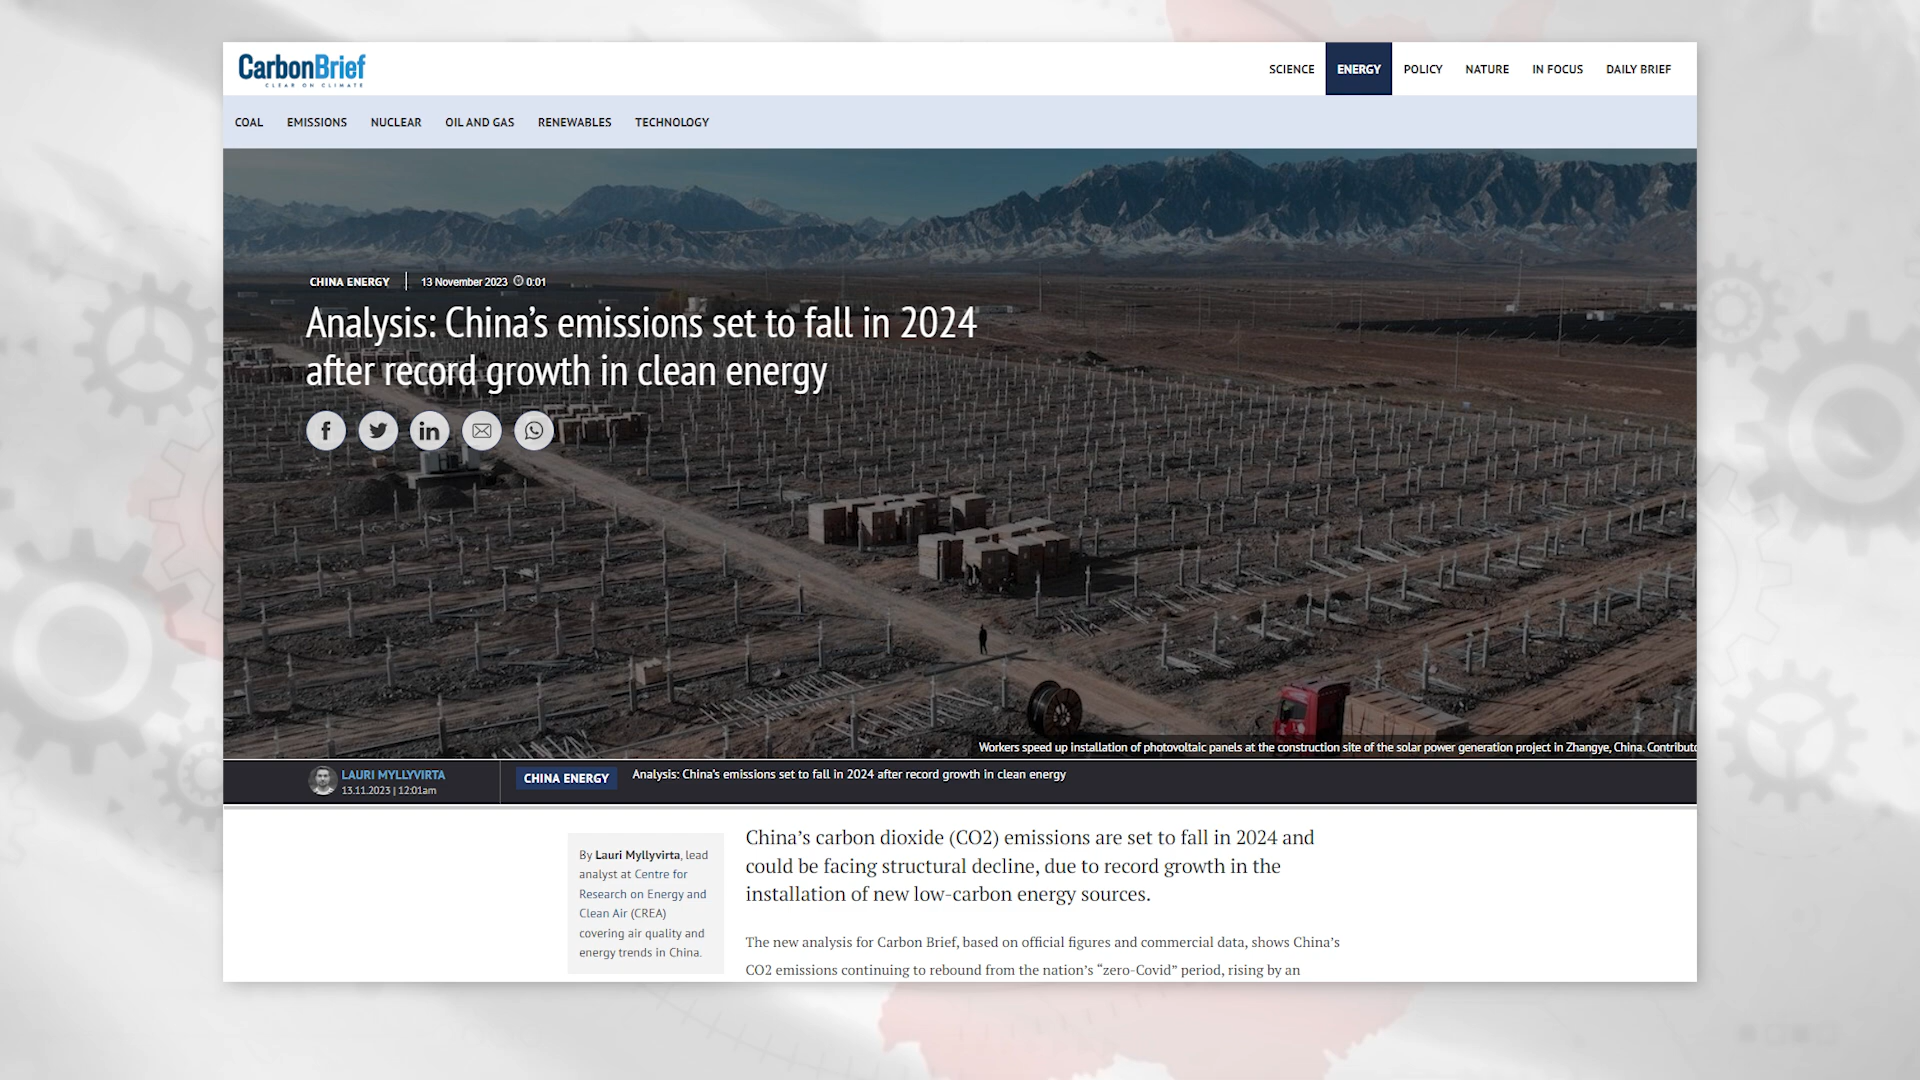 CarbonBrief
CLEAR ON CLIMATE
SCIENCE ENERGY POLICY NATURE IN FOCUS DAILY BRIEF
COAL EMISSIONS NUCLEAR OIL AND GAS RENEWABLES TECHNOLOGY
CHINA ENERGY 13 November 2023 0:01
Analysis: China’s emissions set to fall in 2024
after record growth in clean energy
Workers speed up installation of photovoltaic panels at the construction site of the solar power generation project in Zhangye, China. Contributo
LAURI MYLLYVIRTA
13.11.2023 | 12:01am
CHINA ENERGY Analysis: China’s emissions set to fall in 2024 after record growth in clean energy
By Lauri Myllyvirta, lead
analyst at Centre for
Research on Energy and
Clean Air (CREA)
covering air quality and
energy trends in China.
China’s carbon dioxide (CO2) emissions are set to fall in 2024 and
could be facing structural decline, due to record growth in the
installation of new low-carbon energy sources.
The new analysis for Carbon Brief, based on official figures and commercial data, shows China’s
CO2 emissions continuing to rebound from the nation’s “zero-Covid” period, rising by an